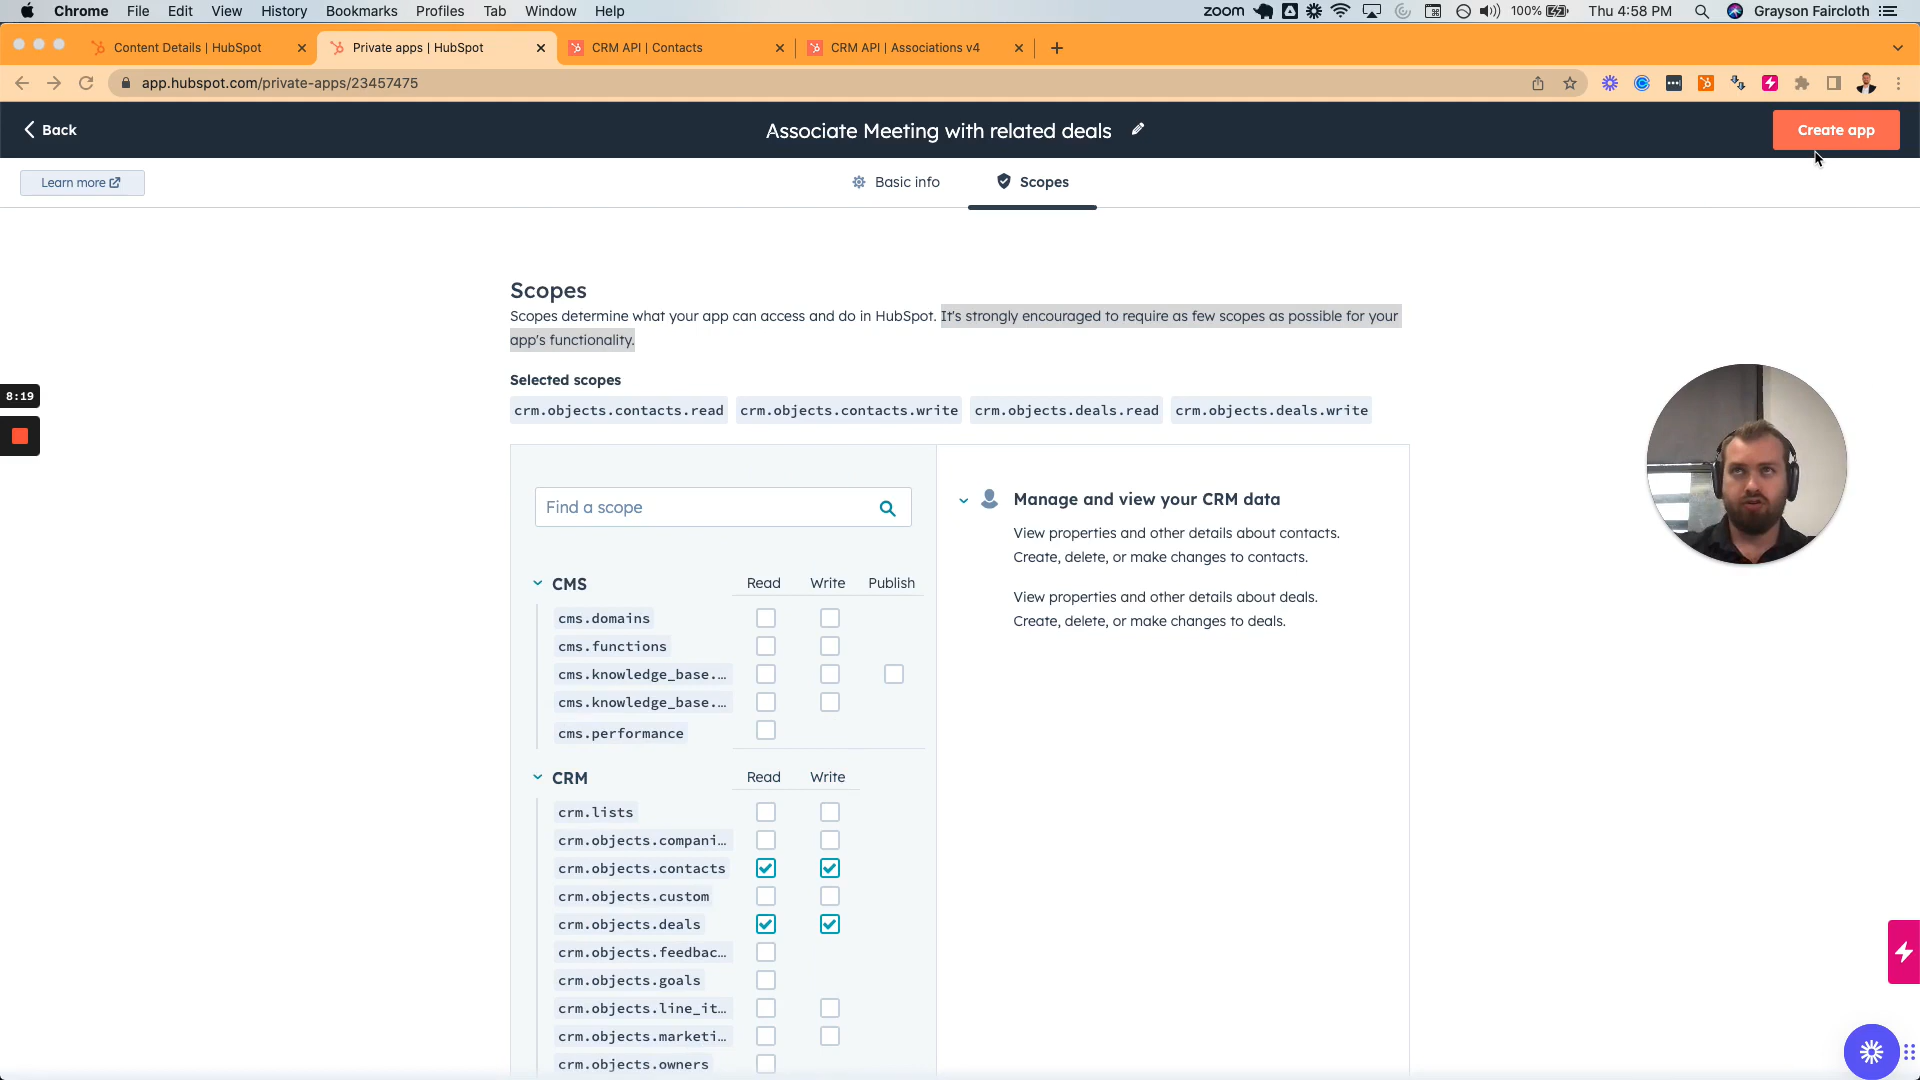 Chrome File Edit View History Bookmarks Profiles Tab Window Help zoom 100% Thu 4:58 PM Grayson Faircloth
Content Details | HubSpot Private apps | HubSpot CRM API | Contacts CRM API | Associations v4
app.hubspot.com/private-apps/23457475
Back Associate Meeting with related deals Create app
Learn more Basic info Scopes
Scopes
Scopes determine what your app can access and do in HubSpot. It's strongly encouraged to require as few scopes as possible for your
app's functionality.
Selected scopes
8:19
crm.objects.contacts.read crm.objects.contacts.write crm.objects.deals.read crm.objects.deals.write
Find a scope
Manage and view your CRM data
View properties and other details about contacts.
Create, delete, or make changes to contacts.
View properties and other details about deals.
Create, delete, or make changes to deals.
CMS Read Write Publish
cms.domains
cms.functions
cms.knowledge_base.…
cms.knowledge_base.…
cms.performance
CRM Read Write
crm.lists
crm.objects.compani…
crm.objects.contacts
crm.objects.custom
crm.objects.deals
crm.objects.feedbac…
crm.objects.goals
crm.objects.line_it…
crm.objects.marketi…
crm.objects.owners